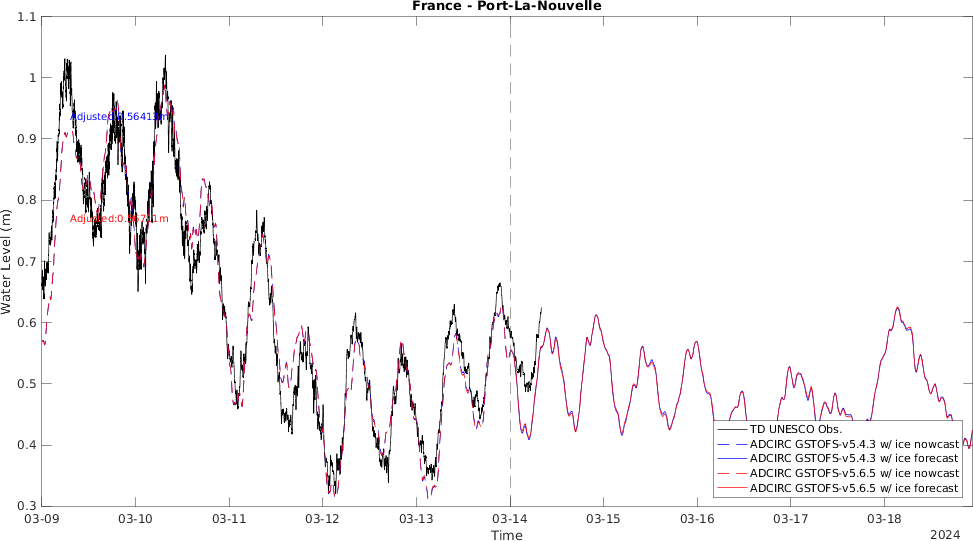 France - Port-La-Nouvelle
1.1
1
0.9
0.8
0.7
0.6
0.5
0.4
0.3
Water Level (m)
03-09
03-10
03-11
03-12
03-13
03-14
03-15
03-16
03-17
03-18
Time
2024
TD UNESCO Obs.
ADCIRC GSTOFS-v5.4.3 w/ ice nowcast
ADCIRC GSTOFS-v5.4.3 w/ ice forecast
ADCIRC GSTOFS-v5.6.5 w/ ice nowcast
ADCIRC GSTOFS-v5.6.5 w/ ice forecast